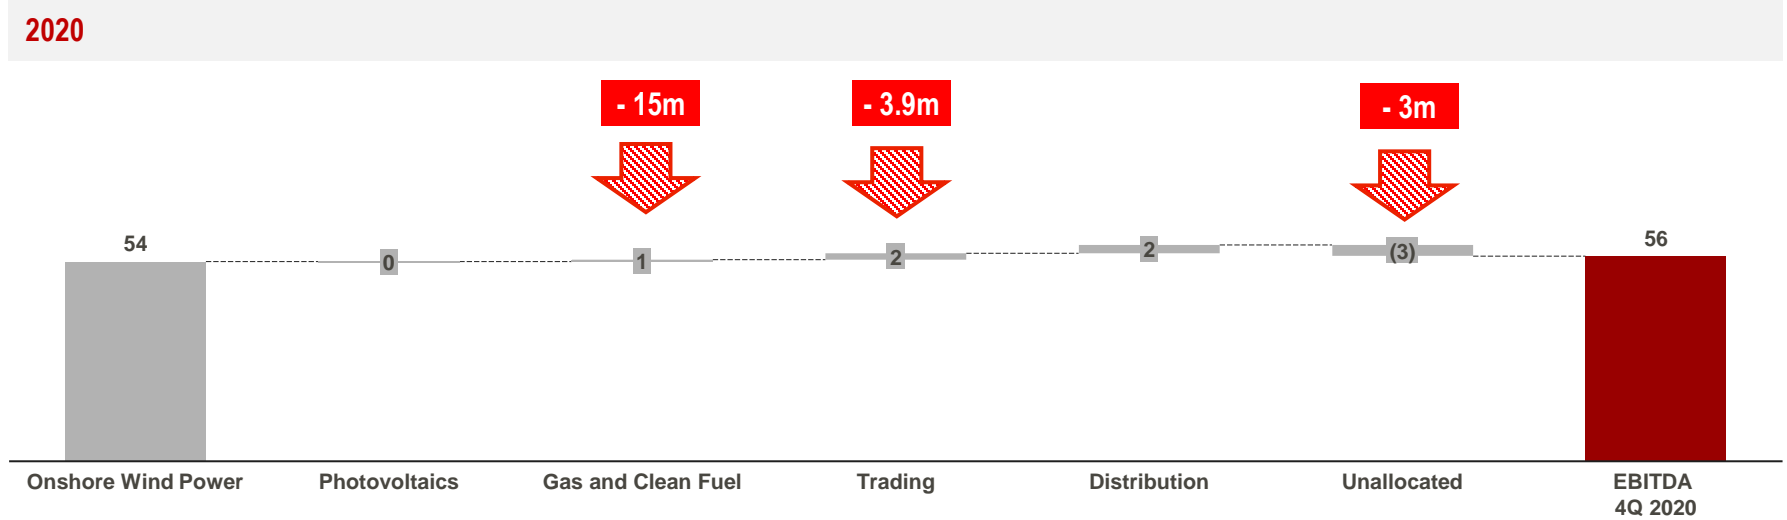 2020
- 15m
- 3.9m
- 3m
54
0
1
2
2
(3)
56
Onshore Wind Power
Photovoltaics
Gas and Clean Fuel
Trading
Distribution
Unallocated
EBITDA
4Q 2020